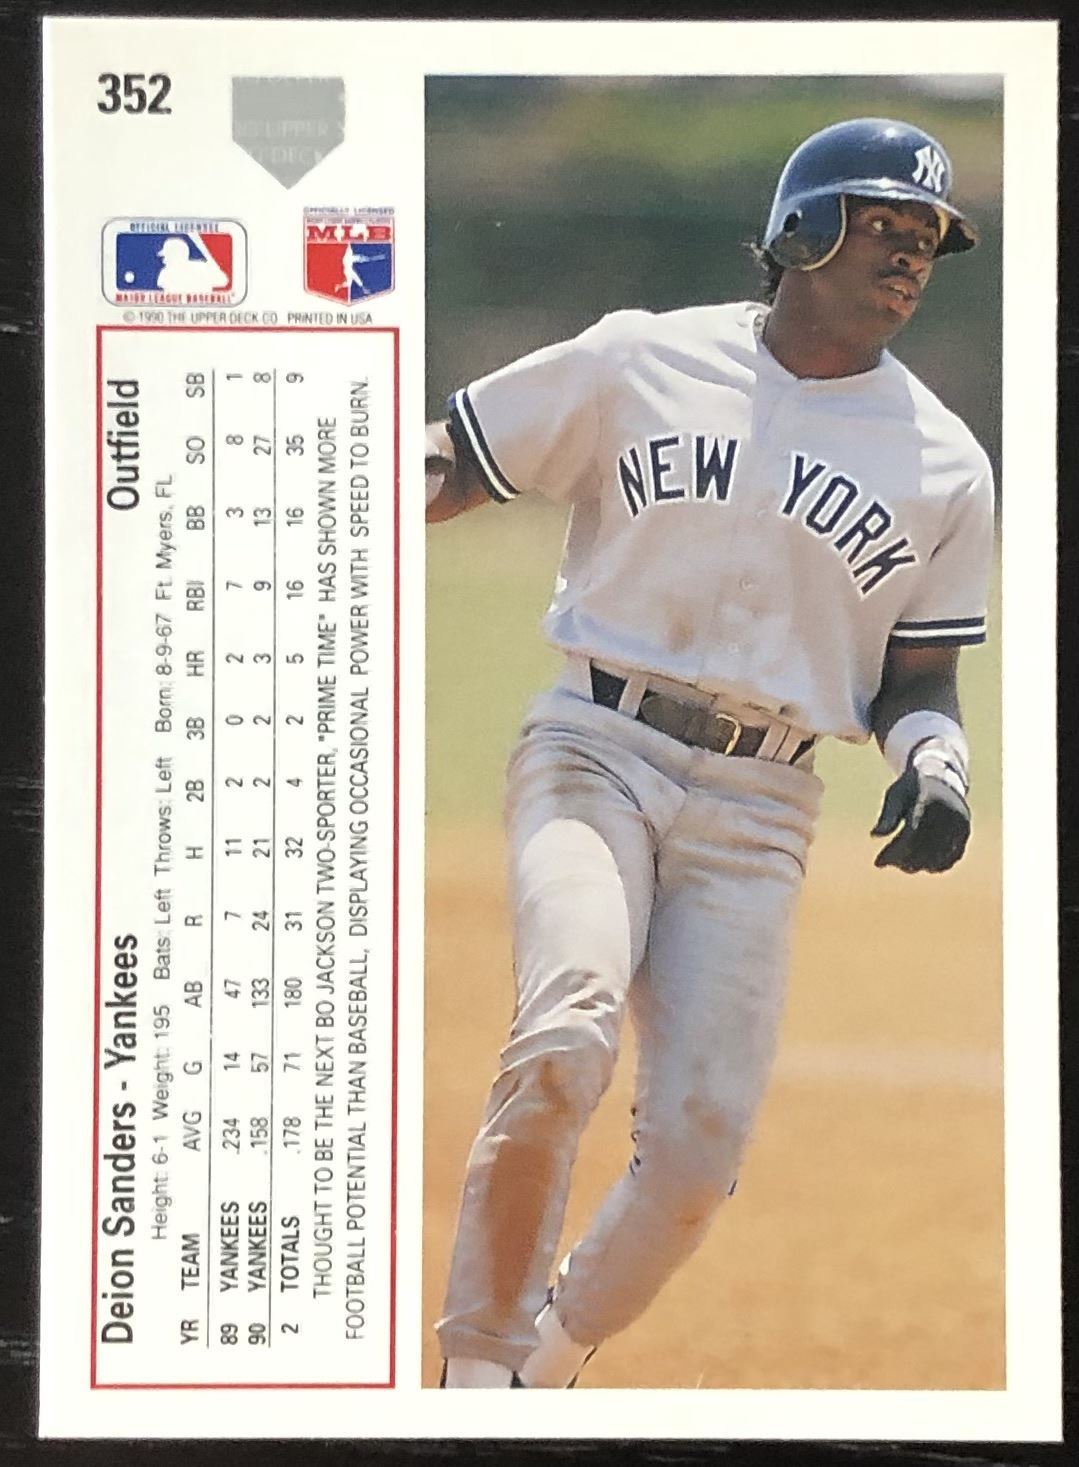 352
UPPER
DECK
OFFICIAL LICENSEE
MAJOR LEAGUE BASEBALL
OFFICIALLY LICENSED
MLB
© 1990 THE UPPER DECK CO. PRINTED IN USA
Deion Sanders - Yankees Outfield
Height: 6-1 Weight: 195 Bats: Left Throws: Left Born: 8-9-67 Ft. Myers, FL
YR TEAM AVG G AB R H 2B 3B HR RBI BB SO SB
89 YANKEES .234 14 47 7 11 2 0 2 7 3 8 1
90 YANKEES .158 57 133 24 21 2 2 3 9 13 27 8
2 TOTALS .178 71 180 31 32 4 2 5 16 16 35 9
THOUGHT TO BE THE NEXT BO JACKSON TWO-SPORTER, "PRIME TIME" HAS SHOWN MORE
FOOTBALL POTENTIAL THAN BASEBALL, DISPLAYING OCCASIONAL POWER WITH SPEED TO BURN.
NY
NEW YORK